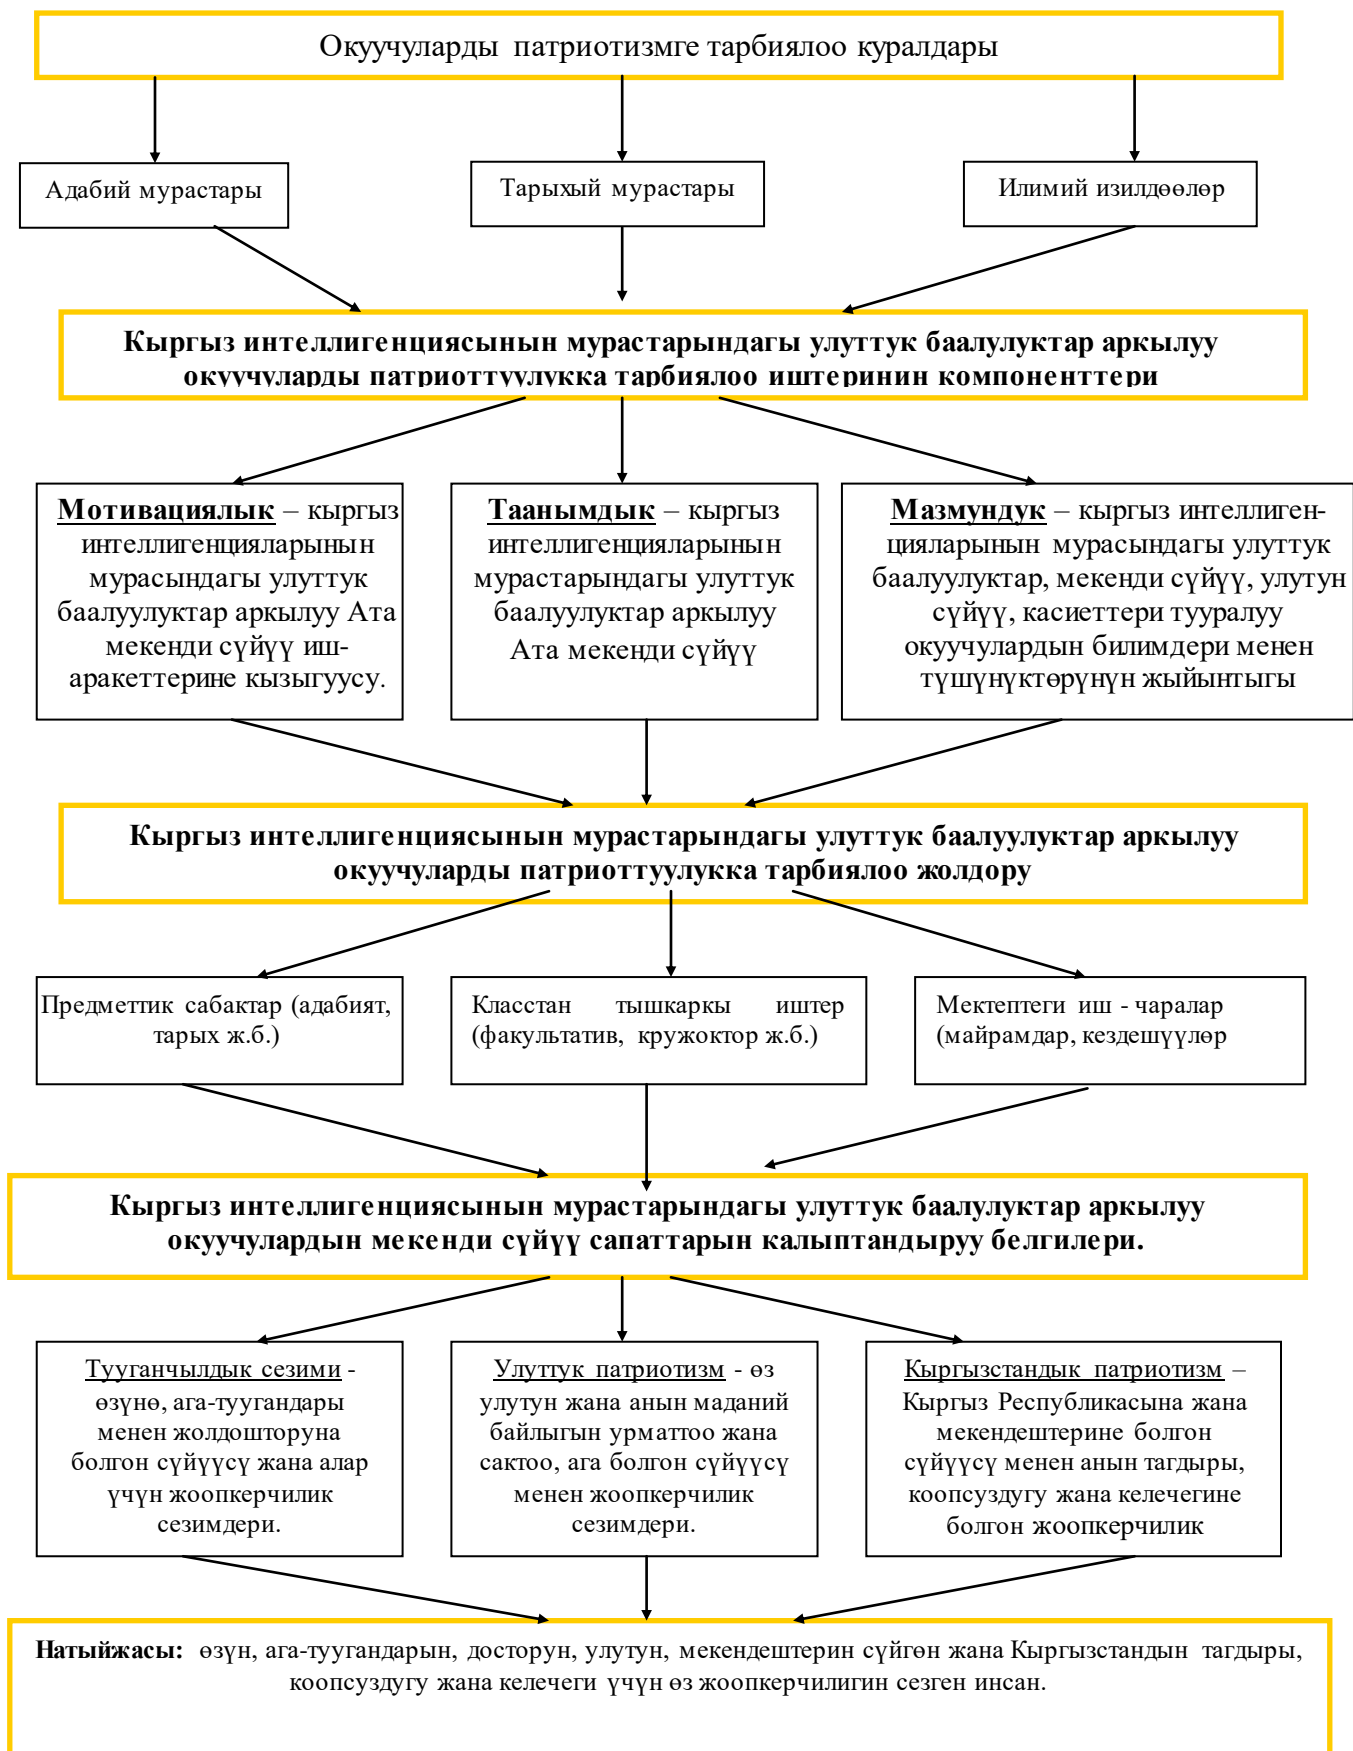 Окуучуларды патриотизмге тарбиялоо куралдары
Адабий мурастары
Тарыхый мурастары
Илимий изилдөөлөр
Кыргыз интеллигенциясынын мурастарындагы улуттук баалулуктар аркылуу
окуучуларды патриоттуулукка тарбиялоо иштеринин компоненттери
Мотивациялык – кыргыз
интеллигенцияларынын
мурасындагы улуттук
баалуулуктар аркылуу Ата
мекенди сүйүү иш-
аракеттерине кызыгуусу.
Таанымдык – кыргыз
интеллигенцияларынын
мурастарындагы улуттук
баалуулуктар аркылуу
Ата мекенди сүйүү
Мазмундук – кыргыз интеллиген-
цияларынын мурасындагы улуттук
баалуулуктар, мекенди сүйүү, улутун
сүйүү, касиеттери тууралуу
окуучулардын билимдери менен
түшүнүктөрүнүн жыйынтыгы
Кыргыз интеллигенциясынын мурастарындагы улуттук баалуулуктар аркылуу
окуучуларды патриоттуулукка тарбиялоо жолдору
Предметтик сабактар (адабият,
тарых ж.б.)
Класстан тышкаркы иштер
(факультатив, кружоктор ж.б.)
Мектептеги иш - чаралар
(майрамдар, кездешүүлөр
Кыргыз интеллигенциясынын мурастарындагы улуттук баалулуктар аркылуу
окуучулардын мекенди сүйүү сапаттарын калыптандыруу белгилери.
Тууганчылдык сезими -
өзүнө, ага-туугандары
менен жолдошторуна
болгон сүйүүсү жана алар
үчүн жоопкерчилик
сезимдери.
Улуттук патриотизм - өз
улутун жана анын маданий
байлыгын урматтоо жана
сактоо, ага болгон сүйүүсү
менен жоопкерчилик
сезимдери.
Кыргызстандык патриотизм –
Кыргыз Республикасына жана
мекендештерине болгон
сүйүүсү менен анын тагдыры,
коопсуздугу жана келечегине
болгон жоопкерчилик
Натыйжасы: өзүн, ага-туугандарын, досторун, улутун, мекендештерин сүйгөн жана Кыргызстандын тагдыры,
коопсуздугу жана келечеги үчүн өз жоопкерчилигин сезген инсан.